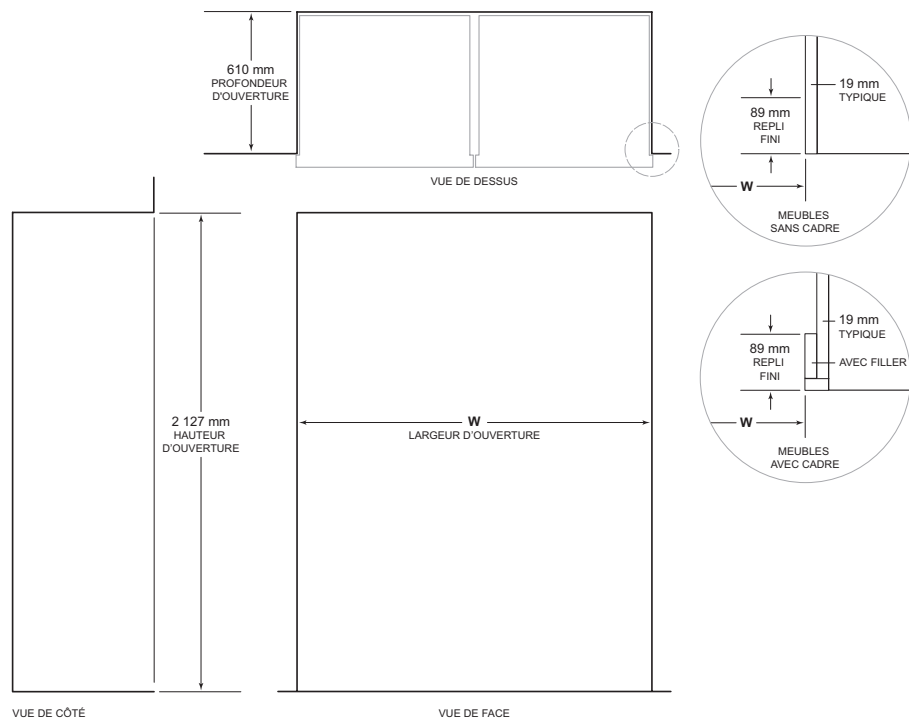 610 mm
PROFONDEUR
D'OUVERTURE
VUE DE DESSUS
19 mm
TYPIQUE
89 mm
REPLI
FINI
W
MEUBLES
SANS CADRE
19 mm
TYPIQUE
89 mm
REPLI
FINI
AVEC FILLER
W
MEUBLES
AVEC CADRE
2 127 mm
HAUTEUR
D'OUVERTURE
W
LARGEUR D'OUVERTURE
VUE DE CÔTÉ
VUE DE FACE